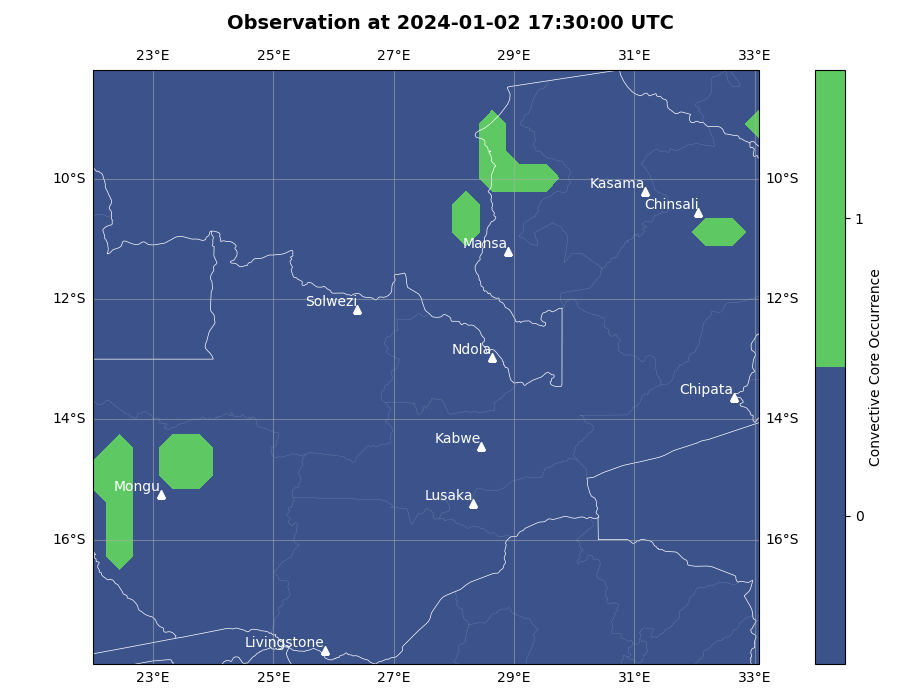 Observation at 2024-01-02 17:30:00 UTC
23°E 25°E 27°E 29°E 31°E 33°E
10°S 10°S
Kasama
Chinsali
1
Mansa
12°S 12°S
Solwezi
Ndola
Chipata
Convective Core Occurrence
14°S 14°S
Kabwe
Mongu
Lusaka
0
16°S 16°S
Livingstone
23°E 25°E 27°E 29°E 31°E 33°E